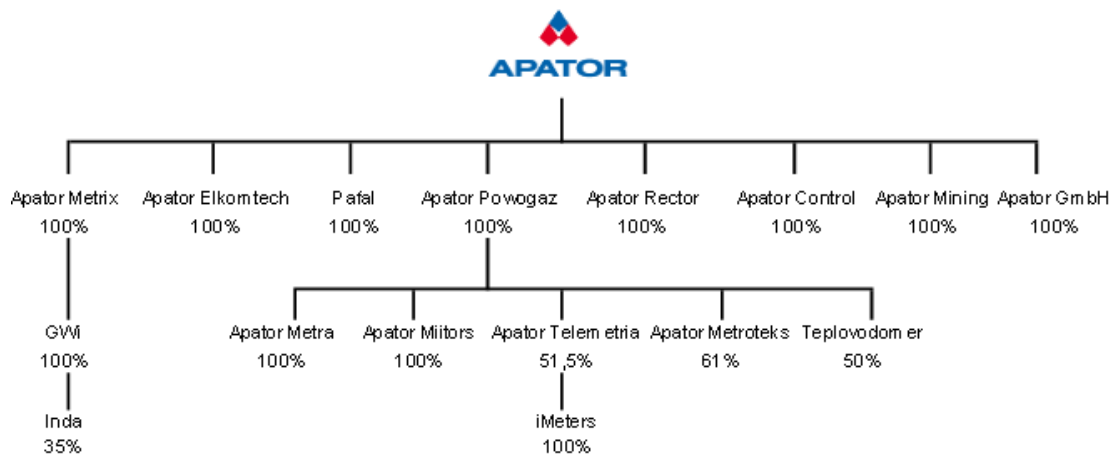 APATOR
Apator Metrix Apator Elkomtech Pafal Apator Powogaz Apator Rector Apator Control Apator Mining Apator GmbH
100% 100% 100% 100% 100% 100% 100% 100%
GWi Apator Metra Apator Miitors Apator Telemetria Apator Metroteks Teplovodomer
100% 100% 100% 51,5% 61% 50%
Inda iMeters
35% 100%